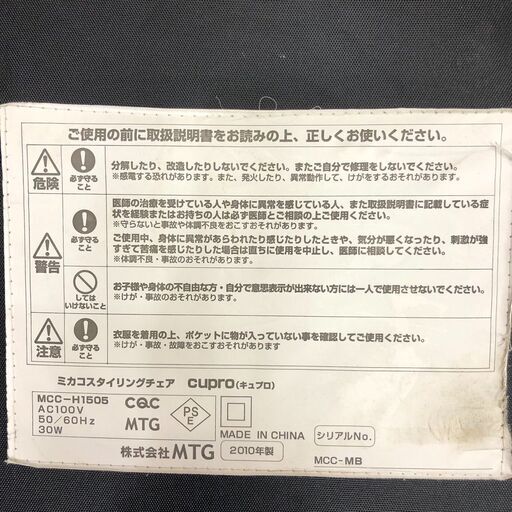 ご使用の前に取扱説明書をお読みの上、正しくお使いください。
危険
必ず守ること
分解したり、改造したりしないでください。またご自分で修理をしないでください。
※感電する恐れがあります。また、発火したり、異常動作して、けがをするおそれがあります。
警告
必ず守ること
医師の治療を受けている人や身体に異常を感じている人、また取扱説明書に記載している症
状を経験またはお持ちの人は必ず医師とご相談の上ご使用ください。
※守らないと事故や体調不良をおこすおそれがあります。
ご使用中、身体に異常があらわれたり感じたりしたときや、気分が悪くなったり、刺激が強
すぎて苦痛を感じたりした場合は直ちに使用を中止し、医師に相談してください。
※体調不良・事故のおそれがあります。
してはいけないこと
お子様や身体の不自由な方・自分で意思表示が出来ない方には一人で使用させないでください。
※けが・事故のおそれがあります。
注意
必ず守ること
衣服を着用の上、ポケットに物が入っていない事を確認してご使用ください。
※けが・事故・故障をおこすおそれがあります
ミカコスタイリングチェア cupro(キュプロ)
MCC-H1505
AC100V
50/60Hz
30W
CQC
MTG
PS
E
MADE IN CHINA
シリアルNo.
株式会社MTG
2010年製
MCC-MB